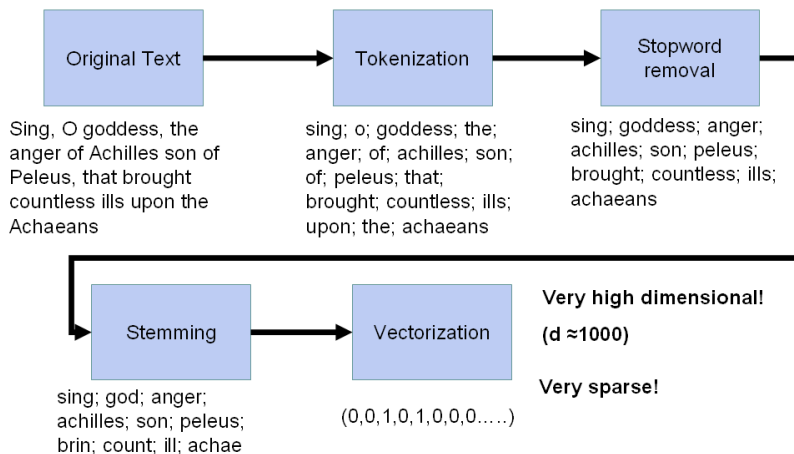 Original Text
Tokenization
Stopword
removal
Sing, O goddess, the
anger of Achilles son of
Peleus, that brought
countless ills upon the
Achaeans
sing; o; goddess; the;
anger; of; achilles; son;
of; peleus; that;
brought; countless; ills;
upon; the; achaeans
sing; goddess; anger;
achilles; son; peleus;
brought; countless; ills;
achaeans
Stemming
Vectorization
Very high dimensional!
(d ≈1000)
Very sparse!
sing; god; anger;
achilles; son; peleus;
brin; count; ill; achae
(0,0,1,0,1,0,0,0…..)